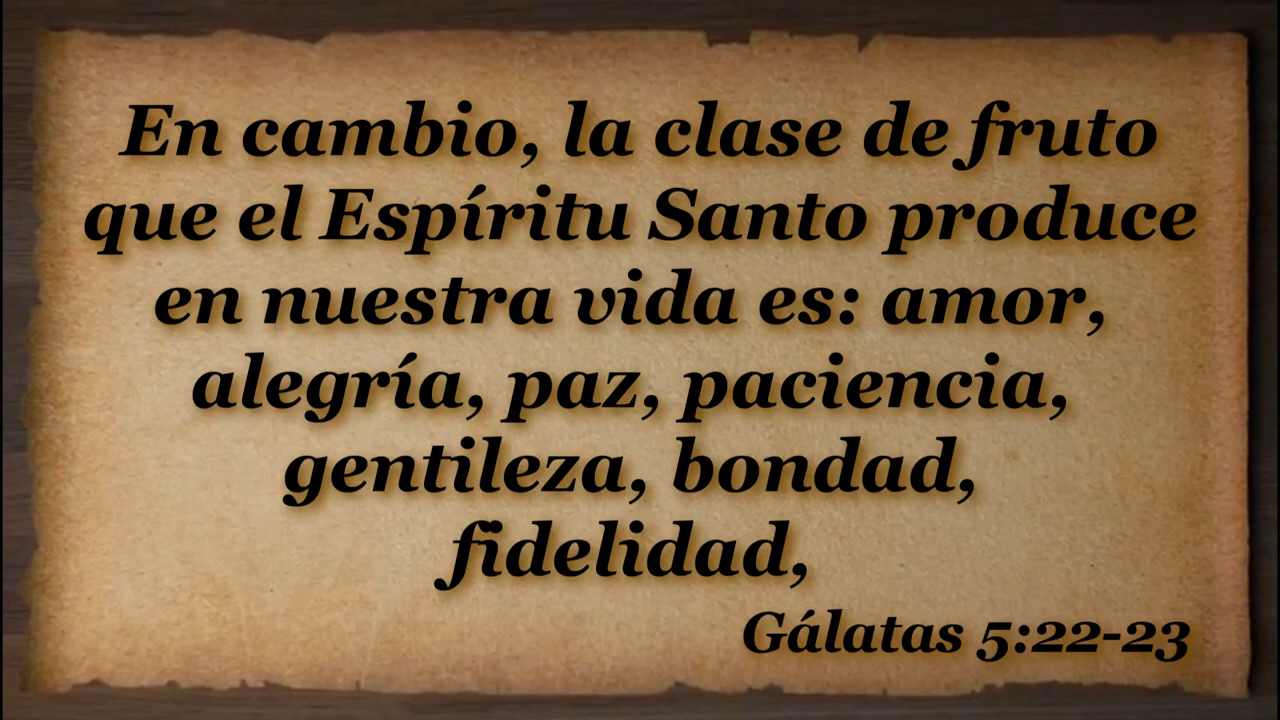 En cambio, la clase de fruto
que el Espíritu Santo produce
en nuestra vida es: amor,
alegría, paz, paciencia,
gentileza, bondad,
fidelidad,
Gálatas 5:22-23